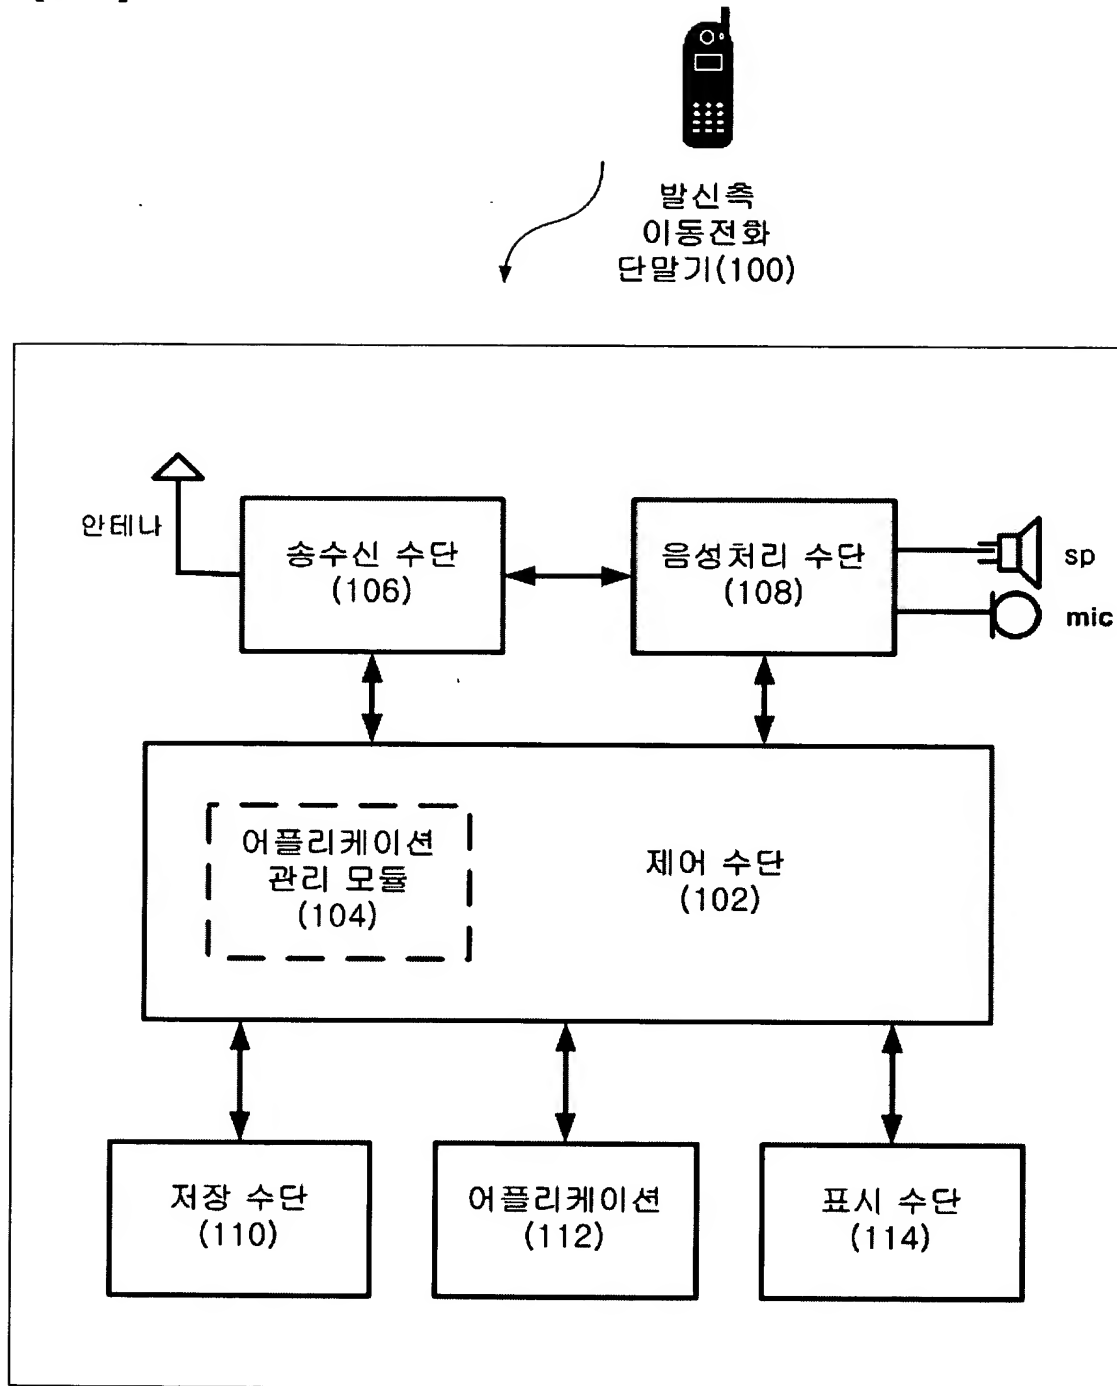 발신측
이동전화
단말기(100)
안테나
송수신 수단
(106)
음성처리 수단
(108)
sp
mic
어플리케이션
관리 모듈
(104)
제어 수단
(102)
저장 수단
(110)
어플리케이션
(112)
표시 수단
(114)